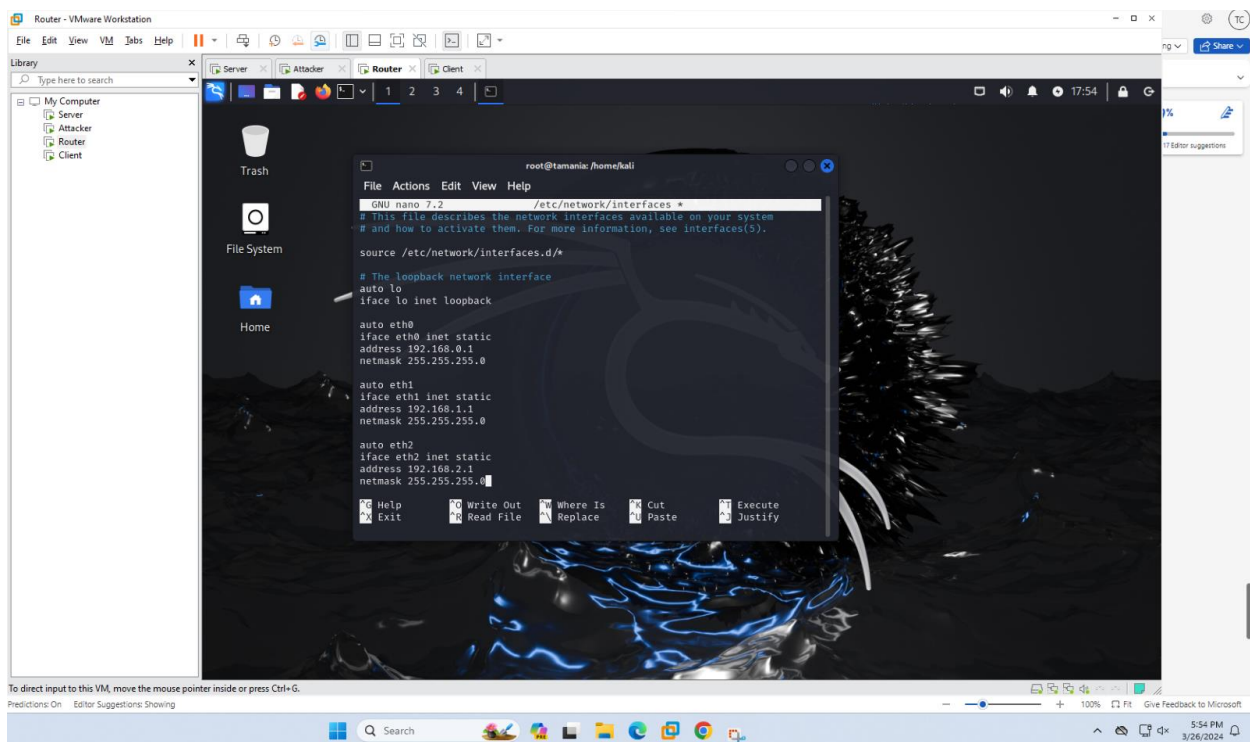 Router - VMware Workstation
TC
File Edit View VM Tabs Help
ng
Share
Library
Type here to search
My Computer
Server
Attacker
Router
Client
Server
Attacker
Router
Client
1 2 3 4
17:54
)%
17 Editor suggestions
Trash
File System
Home
root@tamania: /home/kali
File Actions Edit View Help
GNU nano 7.2 /etc/network/interfaces *
# This file describes the network interfaces available on your system
# and how to activate them. For more information, see interfaces(5).
source /etc/network/interfaces.d/*
# The loopback network interface
auto lo
iface lo inet loopback
auto eth0
iface eth0 inet static
address 192.168.0.1
netmask 255.255.255.0
auto eth1
iface eth1 inet static
address 192.168.1.1
netmask 255.255.255.0
auto eth2
iface eth2 inet static
address 192.168.2.1
netmask 255.255.255.0
^G Help ^O Write Out ^W Where Is ^K Cut ^T Execute
^X Exit ^R Read File ^\ Replace ^U Paste ^J Justify
To direct input to this VM, move the mouse pointer inside or press Ctrl+G.
Predictions: On Editor Suggestions: Showing
100% Fit Give Feedback to Microsoft
Search
PRE
5:54 PM
3/26/2024